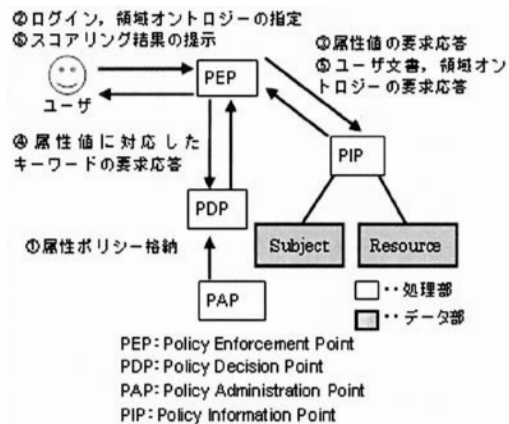 ②ログイン，領域オントロジーの指定
⑥スコアリング結果の提示
③属性値の要求応答
⑤ユーザ文書，領域オン
トロジーの要求応答
PEP
ユーザ
④属性値に対応した
キーワードの要求応答
PIP
PDP
Subject
Resource
①属性ポリシー格納
PAP
‥処理部
‥データ部
PEP：Policy Enforcement Point
PDP：Policy Decision Point
PAP：Policy Administration Point
PIP：Policy Information Point